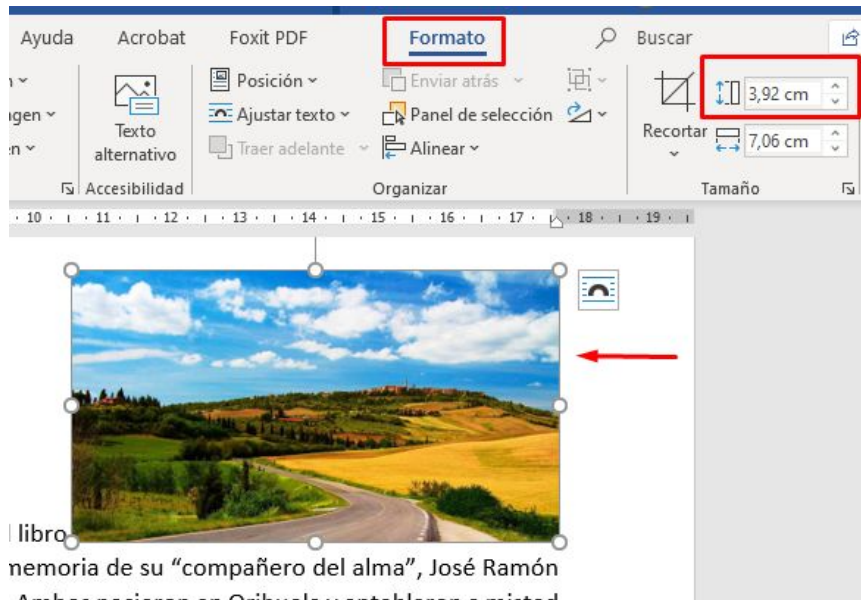 Ayuda Acrobat Foxit PDF Formato Buscar
Posición Enviar atrás 3,92 cm
Ajustar texto Panel de selección
Texto alternativo
Traer adelante Alinear
Recortar 7,06 cm
Accesibilidad Organizar Tamaño
10 11 12 13 14 15 16 17 18 19
libro
memoria de su “compañero del alma”, José Ramón